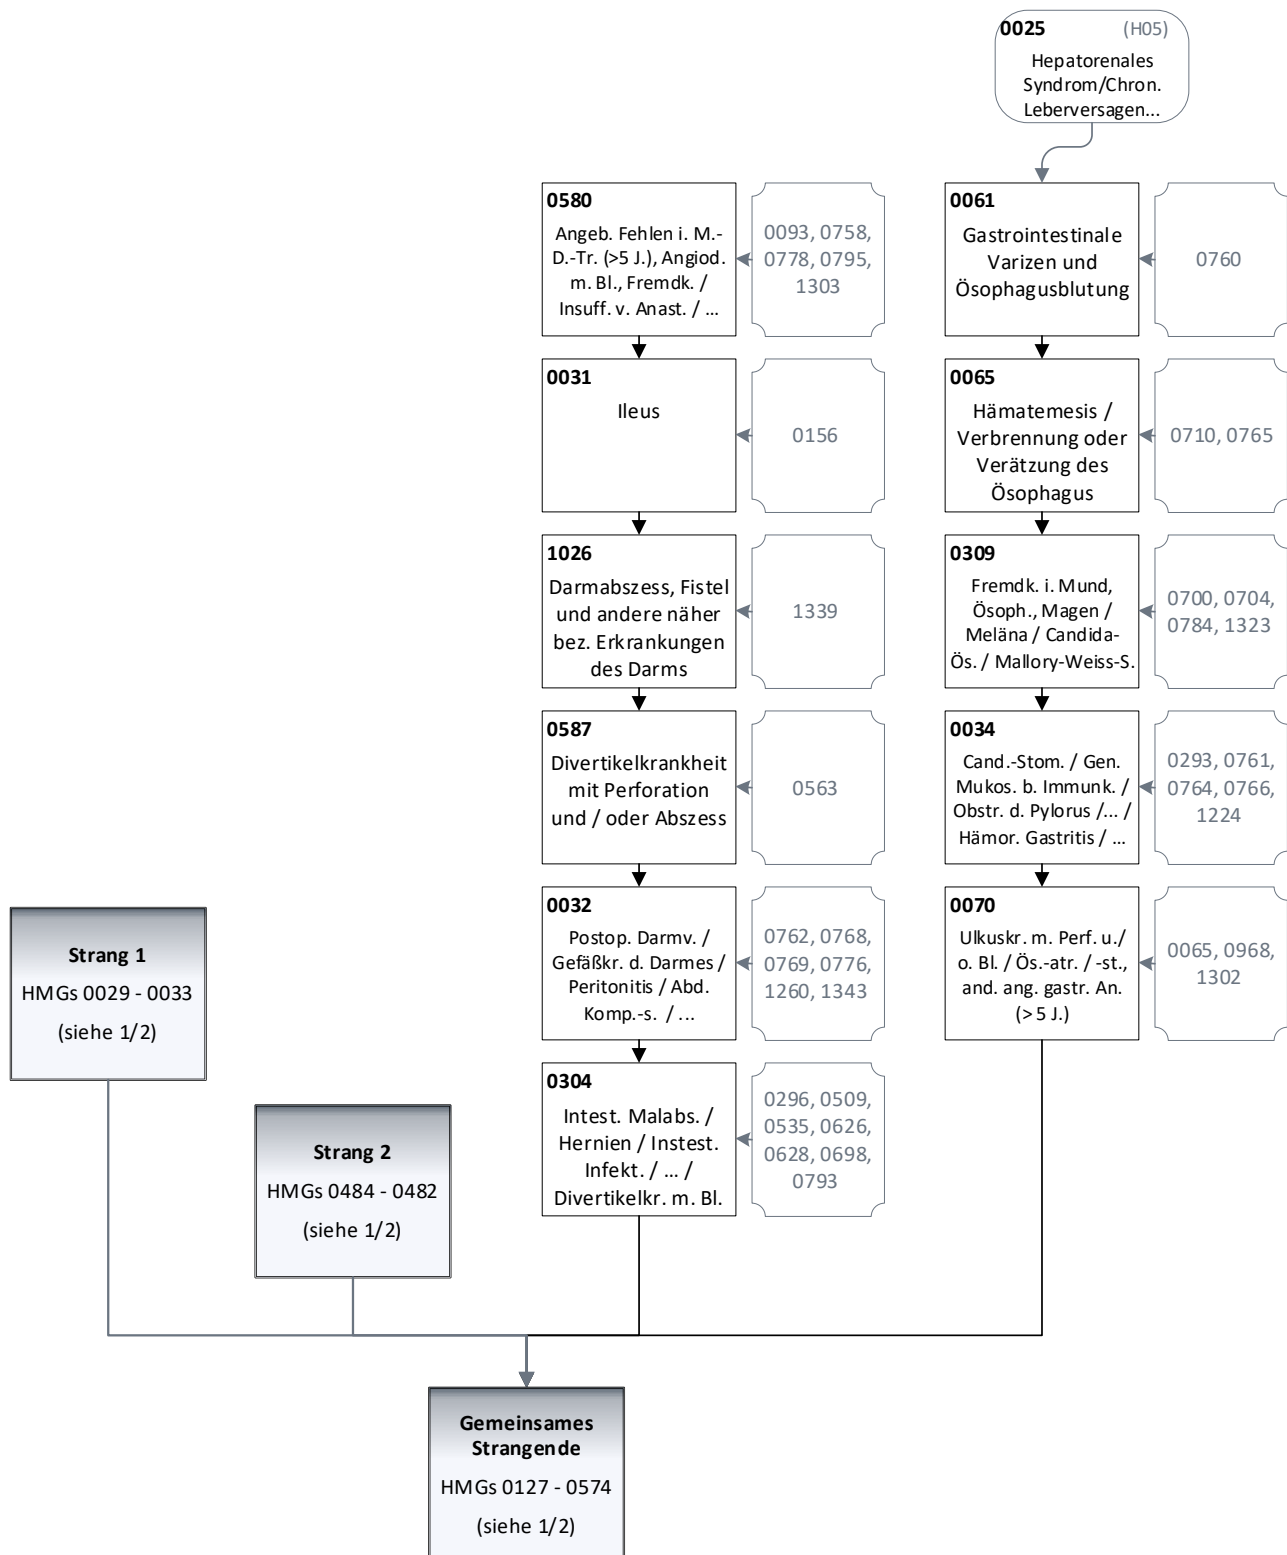 0025 (H05)
Hepatorenales
Syndrom/Chron.
Leberversagen...
0580
Angeb. Fehlen i. M.-
D.-Tr. (>5 J.), Angiod.
m. Bl., Fremdk. /
Insuff. v. Anast. / ...
0093, 0758,
0778, 0795,
1303
0061
Gastrointestinale
Varizen und
Ösophagusblutung
0760
0031
Ileus
0156
0065
Hämatemesis /
Verbrennung oder
Verätzung des
Ösophagus
0710, 0765
1026
Darmabszess, Fistel
und andere näher
bez. Erkrankungen
des Darms
1339
0309
Fremdk. i. Mund,
Ösoph., Magen /
Meläna / Candida-
Ös. / Mallory-Weiss-S.
0700, 0704,
0784, 1323
0587
Divertikelkrankheit
mit Perforation
und / oder Abszess
0563
0034
Cand.-Stom. / Gen.
Mukos. b. Immunk. /
Obstr. d. Pylorus /... /
Hämor. Gastritis / ...
0293, 0761,
0764, 0766,
1224
0032
Postop. Darmv. /
Gefäßkr. d. Darmes /
Peritonitis / Abd.
Komp.-s. / ...
0762, 0768,
0769, 0776,
1260, 1343
0070
Ulkuskr. m. Perf. u./
o. Bl. / Ös.-atr. / -st.,
and. ang. gastr. An.
(> 5 J.)
0065, 0968,
1302
Strang 1
HMGs 0029 - 0033
(siehe 1/2)
0304
Intest. Malabs. /
Hernien / Instest.
Infekt. / ... /
Divertikelkr. m. Bl.
0296, 0509,
0535, 0626,
0628, 0698,
0793
Strang 2
HMGs 0484 - 0482
(siehe 1/2)
Gemeinsames
Strangende
HMGs 0127 - 0574
(siehe 1/2)